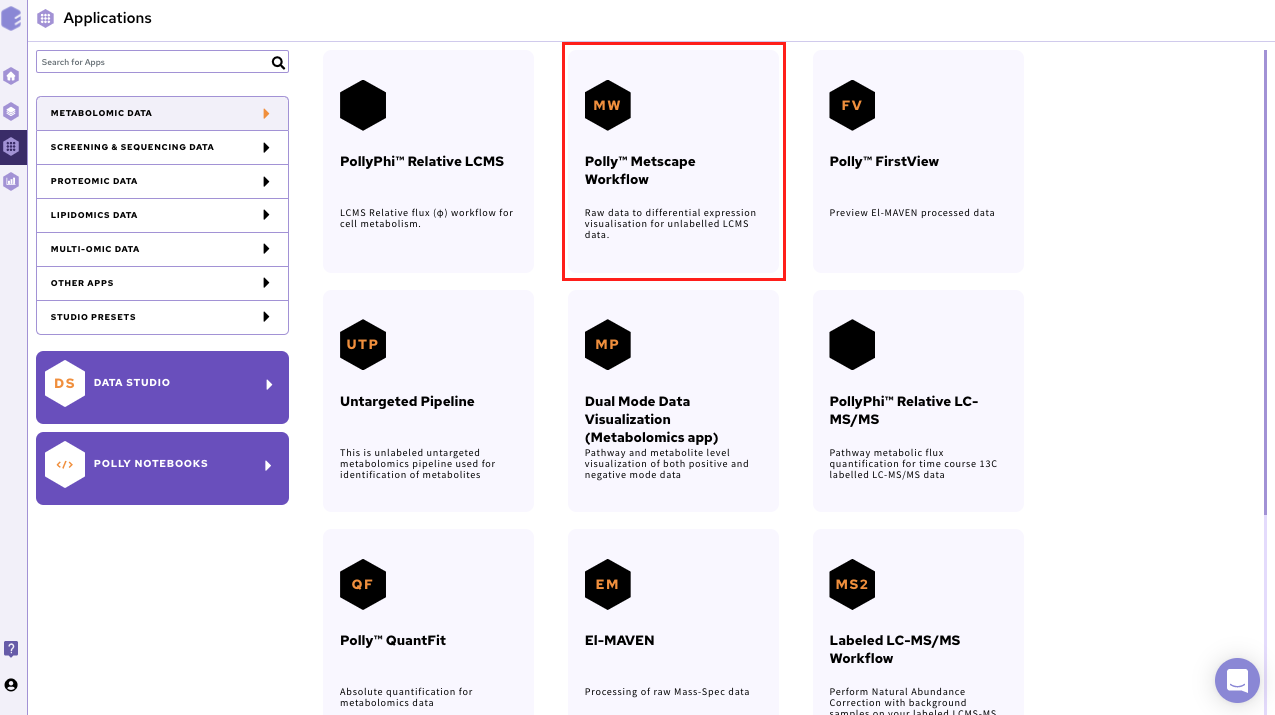 Applications
Search for Apps
METABOLOMIC DATA
SCREENING & SEQUENCING DATA
PROTEOMIC DATA
LIPIDOMICS DATA
MULTI-OMIC DATA
OTHER APPS
STUDIO PRESETS
DS
DATA STUDIO
</>
POLLY NOTEBOOKS
PollyPhi™ Relative LCMS
LCMS Relative flux (φ) workflow for
cell metabolism.
MW
Polly™ Metscape
Workflow
Raw data to differential expression
visualisation for unlabelled LCMS
data.
FV
Polly™ FirstView
Preview El-MAVEN processed data
UTP
Untargeted Pipeline
This is unlabeled untargeted
metabolomics pipeline used for
identification of metabolites
MP
Dual Mode Data
Visualization
(Metabolomics app)
Pathway and metabolite level
visualization of both positive and
negative mode data
PollyPhi™ Relative LC-
MS/MS
Pathway metabolic flux
quantification for time course 13C
labelled LC-MS/MS data
QF
Polly™ QuantFit
Absolute quantification for
metabolomics data
EM
El-MAVEN
Processing of raw Mass-Spec data
MS2
Labeled LC-MS/MS
Workflow
Perform Natural Abundance
Correction with background
samples on your labeled LCMS-MS
?